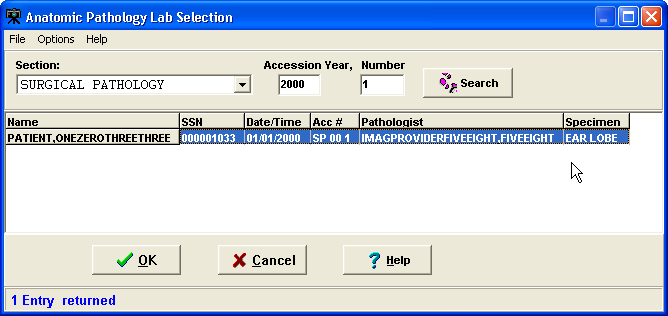 Anatomic Pathology Lab Selection
File Options Help
Section: Accession Year, Number
SURGICAL PATHOLOGY 2000 1 Search
Name SSN Date/Time Acc # Pathologist Specimen
PATIENT,ONEZEROTHREETHREE 000001033 01/01/2000 SP 00 1 IMAGPROVIDERFIVEEIGHT,FIVEEIGHT EAR LOBE
OK Cancel Help
1 Entry returned